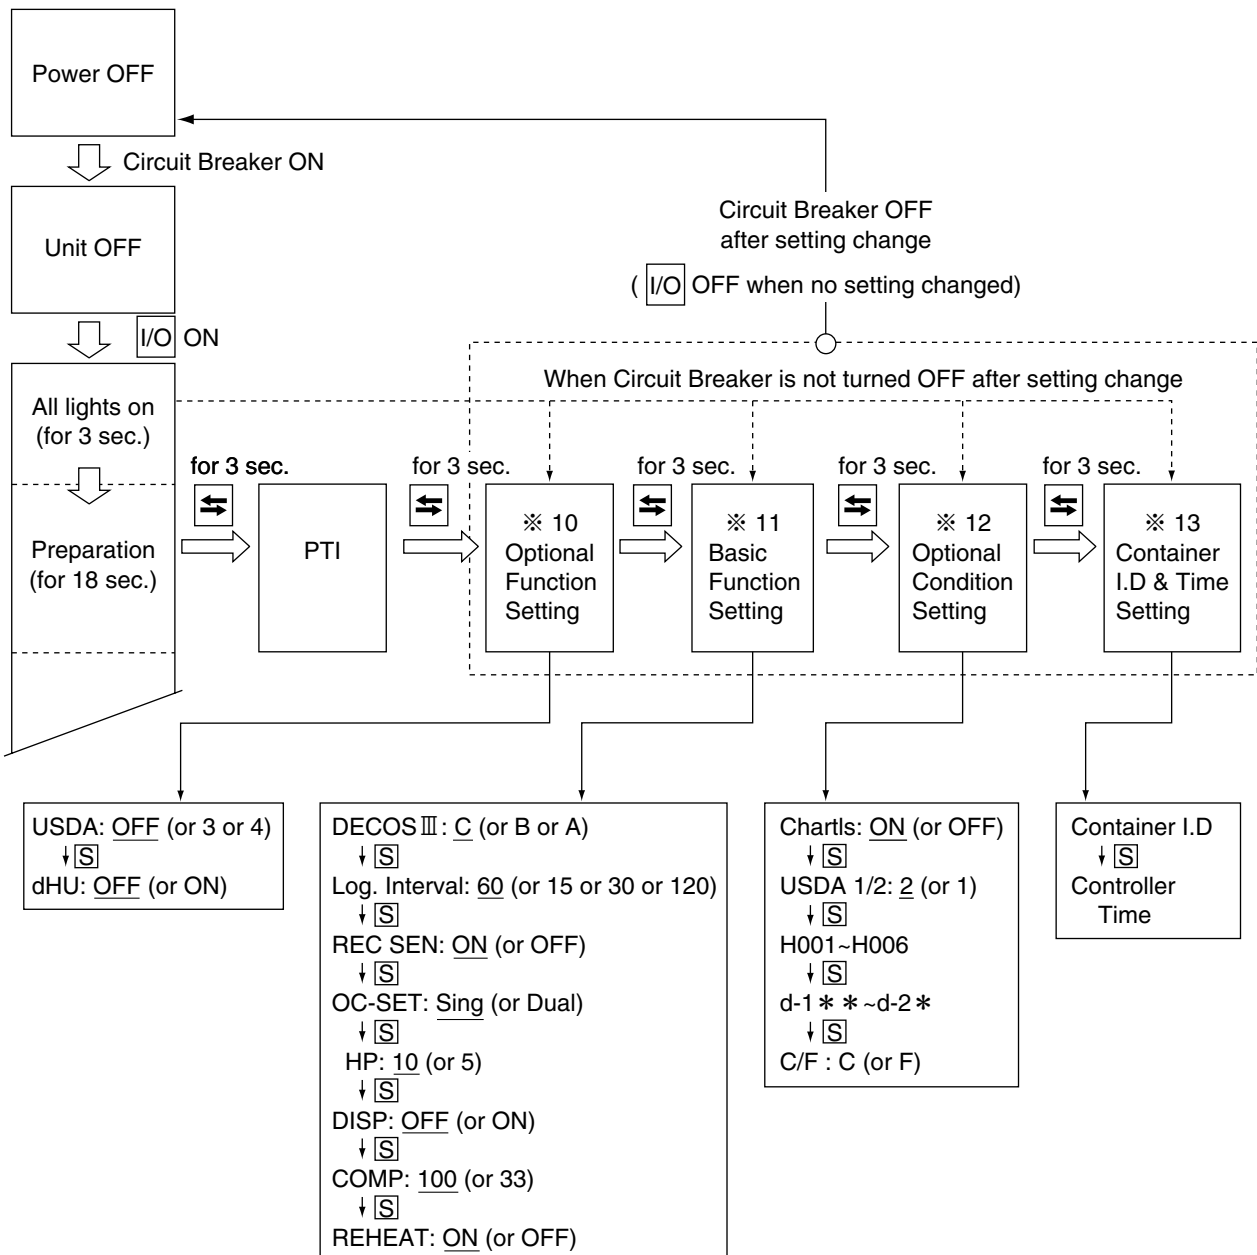 Power OFF
Circuit Breaker ON
Unit OFF
I/O ON
Circuit Breaker OFF
after setting change
( I/O OFF when no setting changed)
When Circuit Breaker is not turned OFF after setting change
All lights on
(for 3 sec.)
for 3 sec.
for 3 sec.
for 3 sec.
for 3 sec.
for 3 sec.
Preparation
(for 18 sec.)
PTI
※ 10
Optional
Function
Setting
※ 11
Basic
Function
Setting
※ 12
Optional
Condition
Setting
※ 13
Container
I.D & Time
Setting
USDA: OFF (or 3 or 4)
S
dHU: OFF (or ON)
DECOSⅢ: C (or B or A)
S
Log. Interval: 60 (or 15 or 30 or 120)
S
REC SEN: ON (or OFF)
S
OC-SET: Sing (or Dual)
S
HP: 10 (or 5)
S
DISP: OFF (or ON)
S
COMP: 100 (or 33)
S
REHEAT: ON (or OFF)
Chartls: ON (or OFF)
S
USDA 1/2: 2 (or 1)
S
H001~H006
S
d-1＊＊~d-2＊
S
C/F : C (or F)
Container I.D
S
Controller
Time